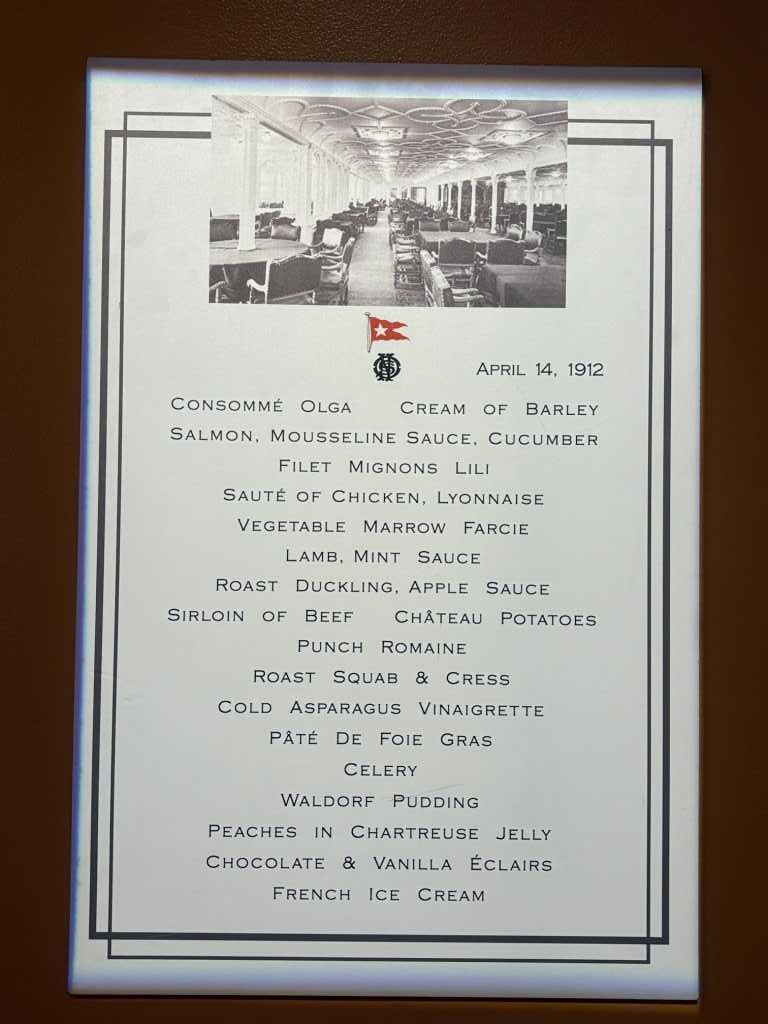 April 14, 1912
Consommé Olga Cream of Barley
Salmon, Mousseline Sauce, Cucumber
Filet Mignons Lili
Sauté of Chicken, Lyonnaise
Vegetable Marrow Farcie
Lamb, Mint Sauce
Roast Duckling, Apple Sauce
Sirloin of Beef Château Potatoes
Punch Romaine
Roast Squab & Cress
Cold Asparagus Vinaigrette
Pâté De Foie Gras
Celery
Waldorf Pudding
Peaches in Chartreuse Jelly
Chocolate & Vanilla Éclairs
French Ice Cream